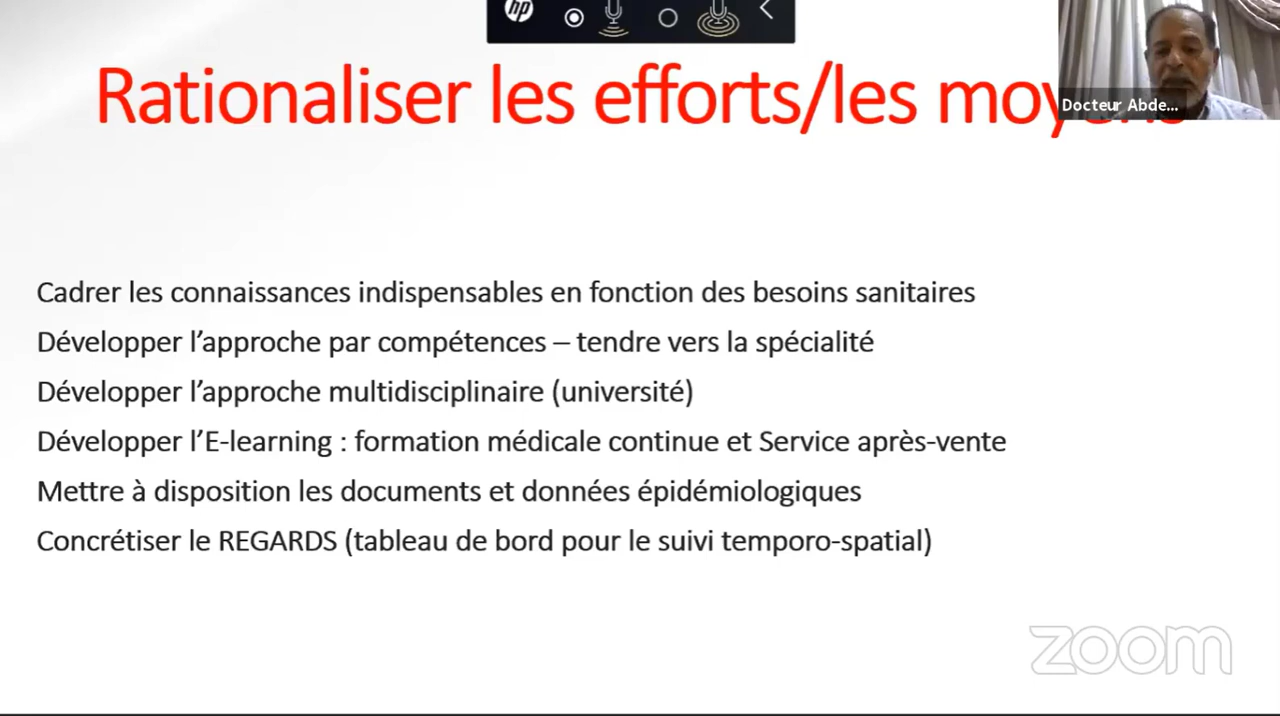 hp
Rationaliser les efforts/les moyens
Docteur Abde...
Cadrer les connaissances indispensables en fonction des besoins sanitaires
Développer l’approche par compétences – tendre vers la spécialité
Développer l’approche multidisciplinaire (université)
Développer l’E-learning : formation médicale continue et Service après-vente
Mettre à disposition les documents et données épidémiologiques
Concrétiser le REGARDS (tableau de bord pour le suivi temporo-spatial)
zoom